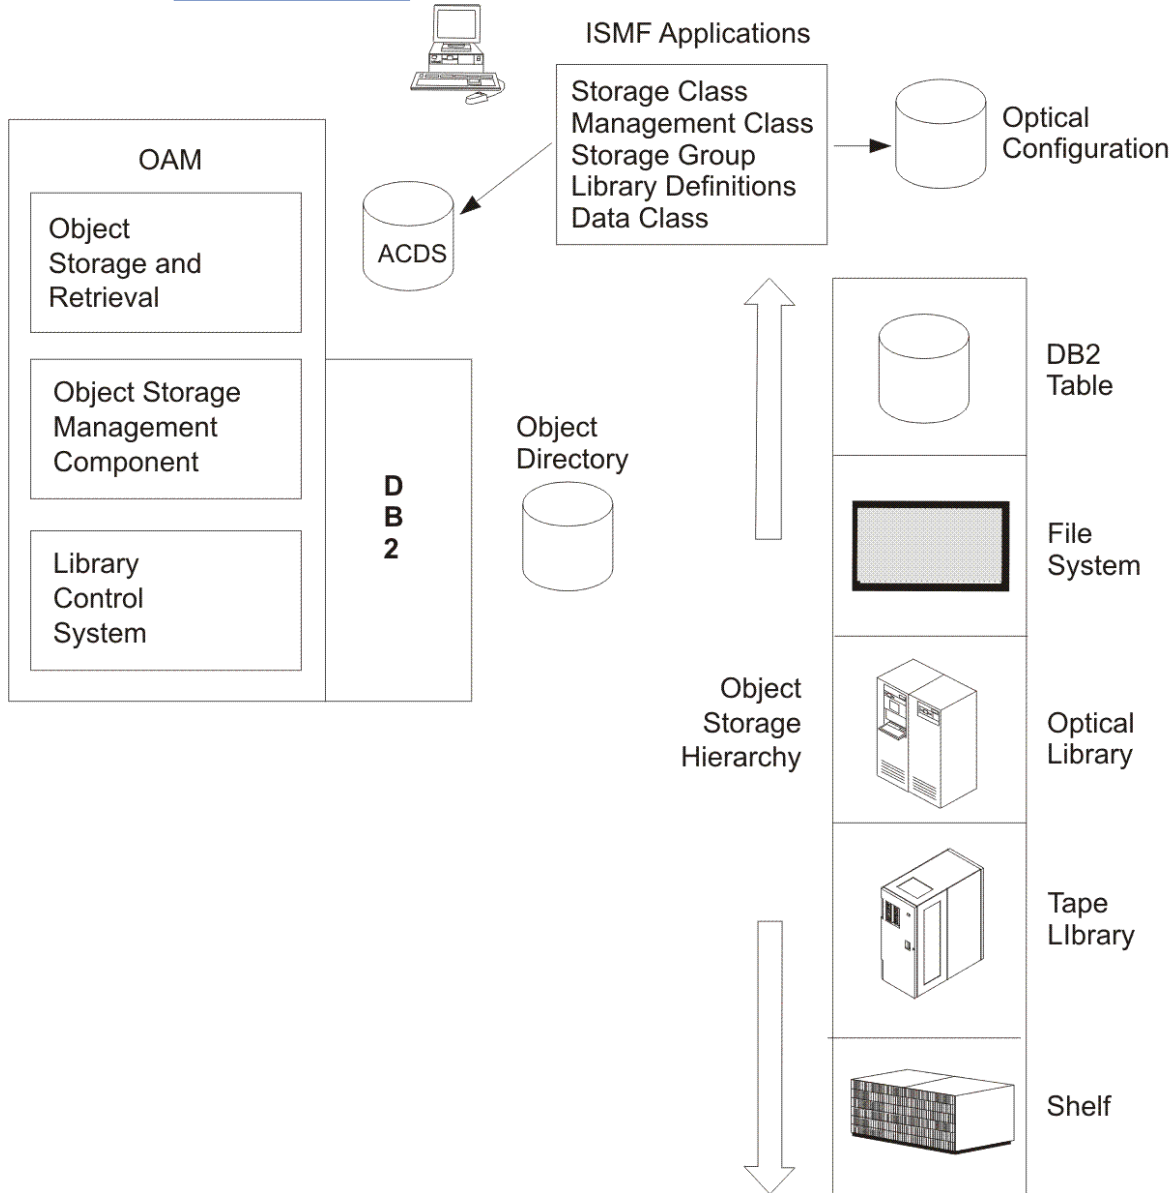 ISMF Applications
Storage Class
Management Class
Storage Group
Library Definitions
Data Class
Optical
Configuration
OAM
Object
Storage and
Retrieval
ACDS
Object Storage
Management
Component
Library
Control
System
D
B
2
Object
Directory
DB2
Table
File
System
Object
Storage
Hierarchy
Optical
Library
Tape
LIbrary
Shelf